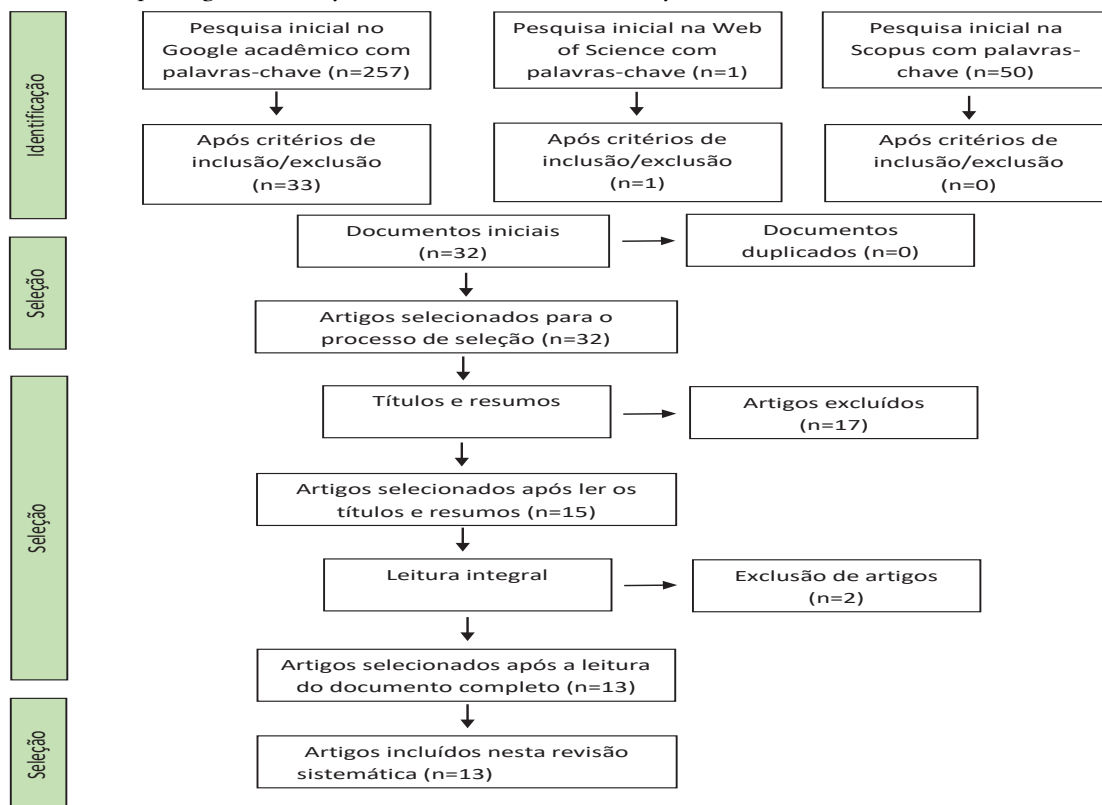 Identificação
Pesquisa inicial no
Google acadêmico com
palavras-chave (n=257)
Pesquisa inicial na Web
of Science com
palavras-chave (n=1)
Pesquisa inicial na
Scopus com palavras-
chave (n=50)
Após critérios de
inclusão/exclusão
(n=33)
Após critérios de
inclusão/exclusão
(n=1)
Após critérios de
inclusão/exclusão
(n=0)
Seleção
Documentos iniciais
(n=32)
Documentos
duplicados (n=0)
Artigos selecionados para o
processo de seleção (n=32)
Seleção
Títulos e resumos
Artigos excluídos
(n=17)
Artigos selecionados após ler os
títulos e resumos (n=15)
Leitura integral
Exclusão de artigos
(n=2)
Artigos selecionados após a leitura
do documento completo (n=13)
Seleção
Artigos incluídos nesta revisão
sistemática (n=13)